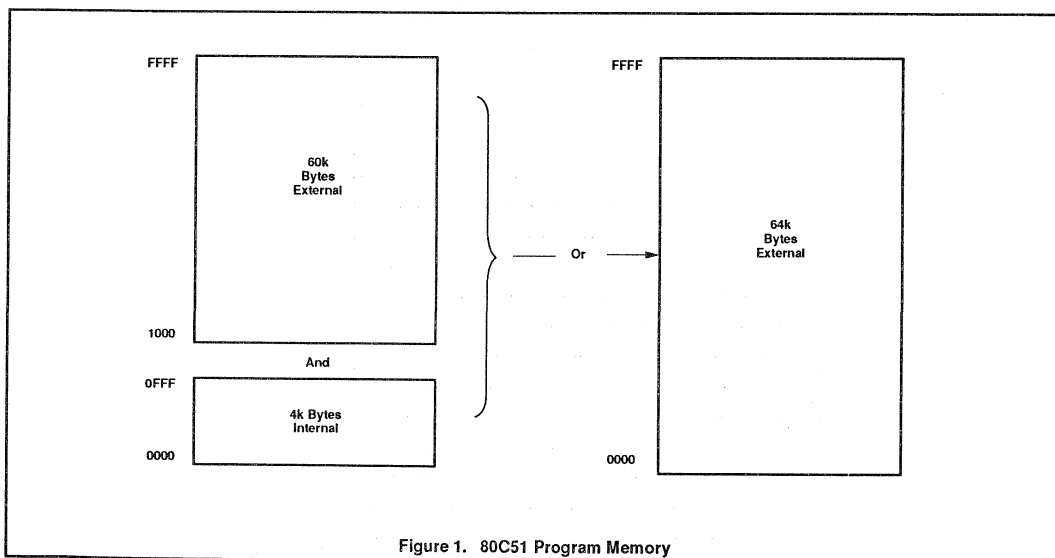 FFFF
60k
Bytes
External
1000
And
0FFF
4k Bytes
Internal
0000
Or
FFFF
64k
Bytes
External
0000
Figure 1. 80C51 Program Memory